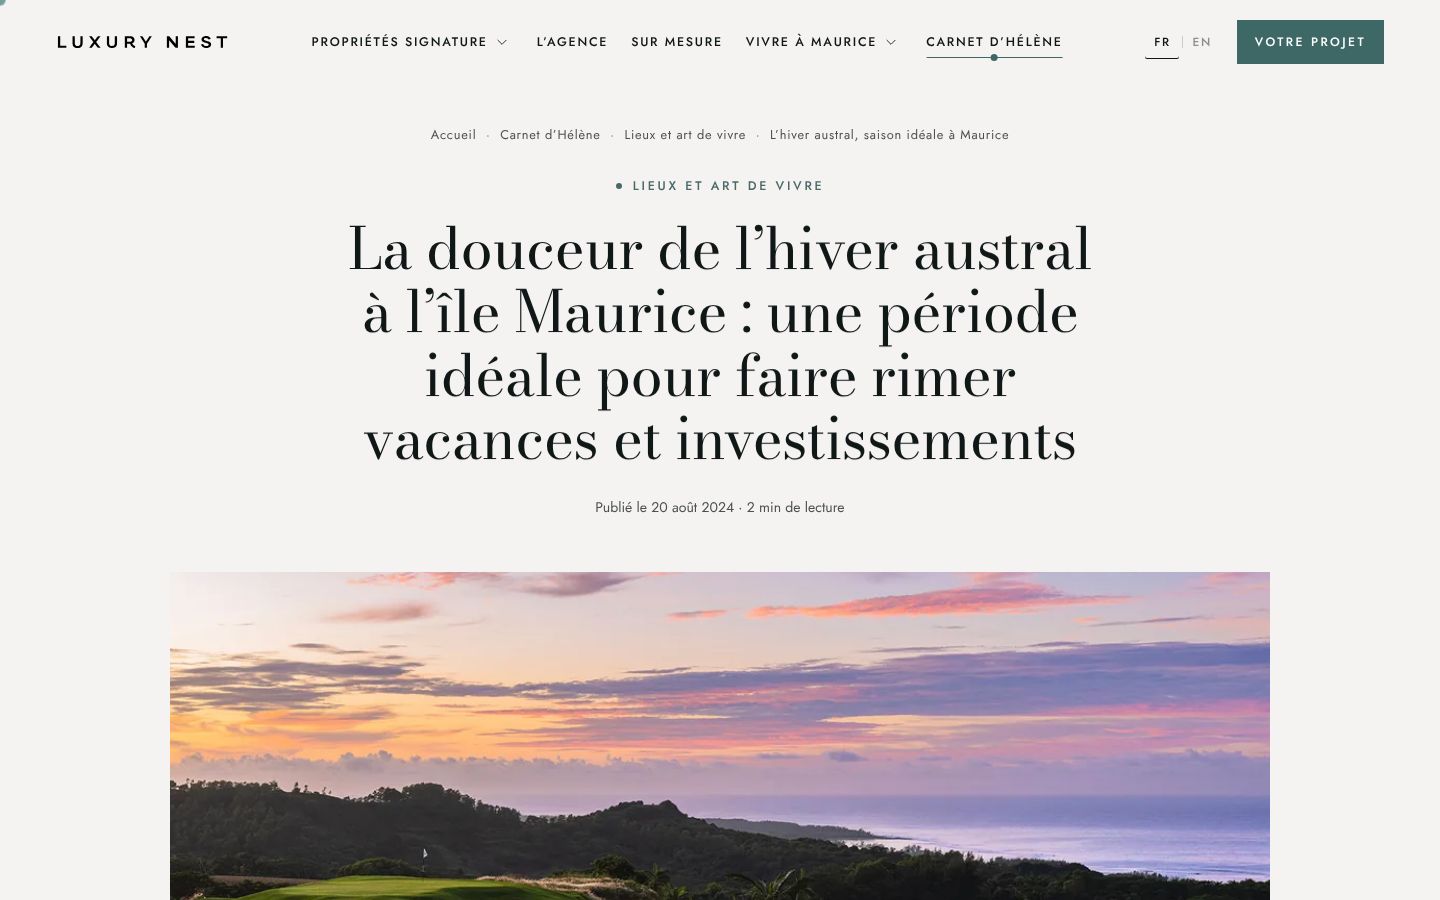 LUXURY NEST
PROPRIÉTÉS SIGNATURE
L’AGENCE
SUR MESURE
VIVRE À MAURICE
CARNET D’HÉLÈNE
FR
EN
VOTRE PROJET
Accueil · Carnet d’Hélène · Lieux et art de vivre · L’hiver austral, saison idéale à Maurice
LIEUX ET ART DE VIVRE
La douceur de l’hiver austral
à l’île Maurice : une période
idéale pour faire rimer
vacances et investissements
Publié le 20 août 2024 · 2 min de lecture